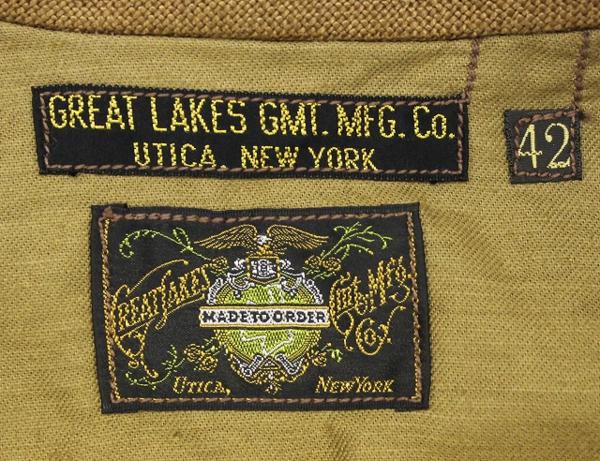 GREAT LAKES GMT. MFG. Co.
UTICA, NEW YORK
42
GREAT LAKES
MADE TO ORDER
GMT. MFG.
Co.
UTICA, NEW YORK